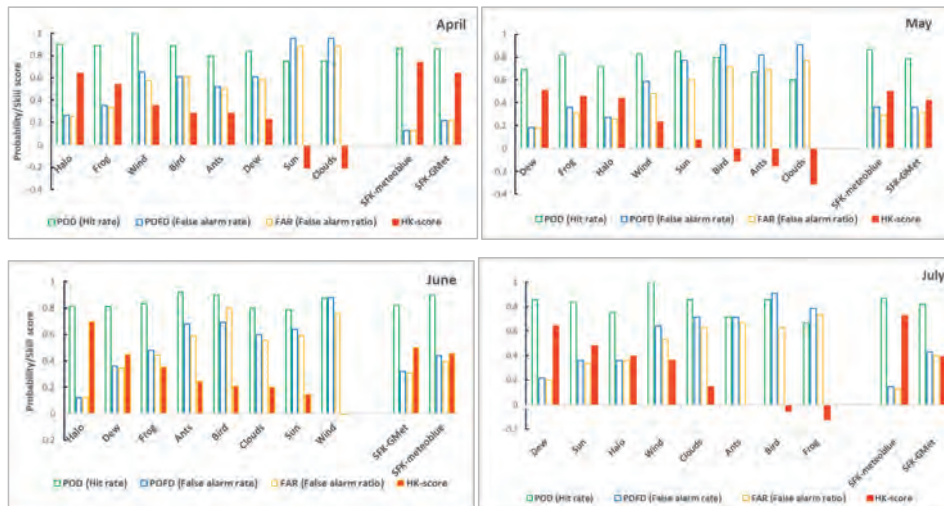 April
Probability/Skill score
1
0.8
0.6
0.4
0.2
0
-0.2
-0.4
Halo
Frog
Wind
Bird
Ants
Dew
Sun
Clouds
SFK-meteoblue
SFK-GMet
POD (Hit rate) POFD (False alarm rate) FAR (False alarm ratio) HK-score
May
1
0.8
0.6
0.4
0.2
0
-0.2
-0.4
Dew
Frog
Halo
Wind
Sun
Bird
Ants
Clouds
SFK-meteoblue
SFK-GMet
POD (Hit rate) POFD (False alarm rate) FAR (False alarm ratio) HK-score
June
Probability/Skill score
1
0.8
0.6
0.4
0.2
0
Halo
Dew
Frog
Ants
Bird
Clouds
Sun
Wind
SFK-GMet
SFK-meteoblue
POD (Hit rate) POFD (False alarm rate) FAR (False alarm ratio) HK-score
July
1
0.8
0.6
0.4
0.2
0
Dew
Sun
Halo
Wind
Clouds
Ants
Bird
Frog
SFK-meteoblue
SFK-GMet
POD (Hit rate) POFD (False alarm rate) FAR (False alarm ratio) HK-score